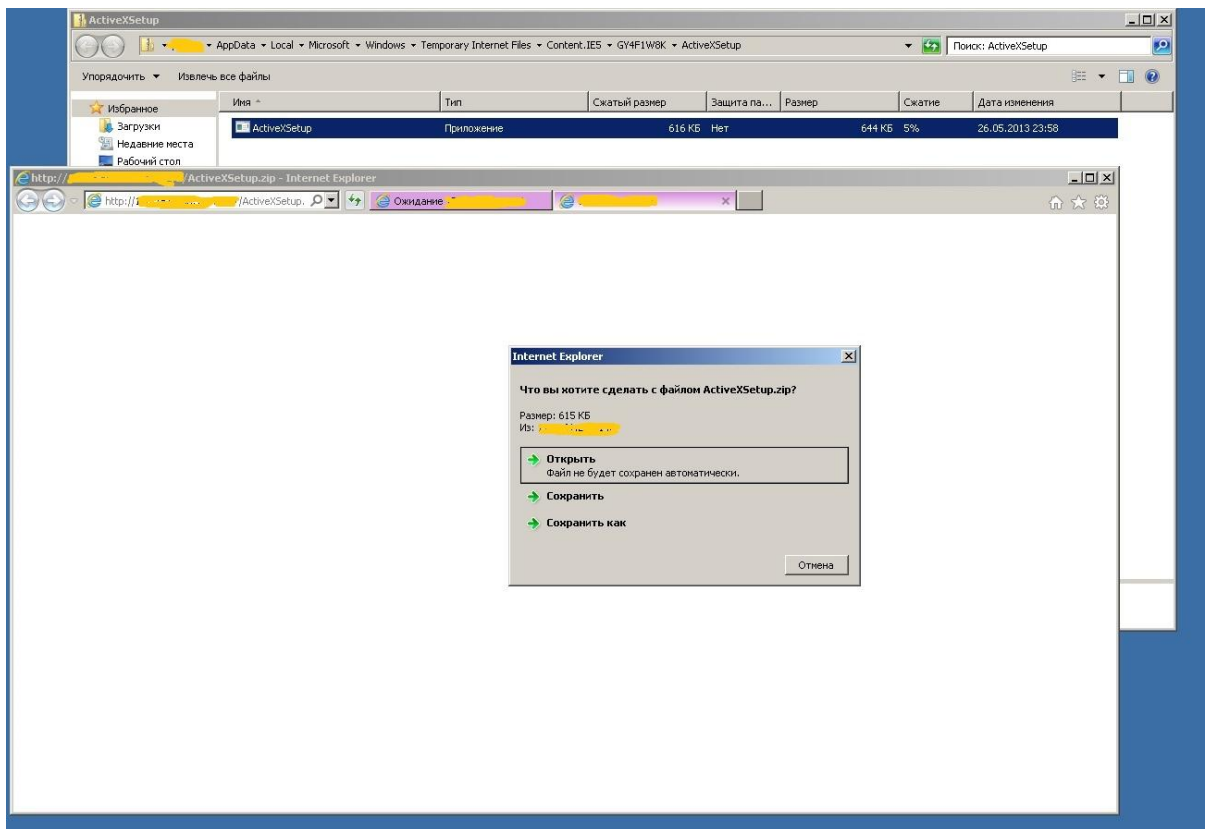 ActiveXSetup
AppData Local Microsoft Windows Temporary Internet Files Content.IE5 GY4F1W8K ActiveXSetup
Поиск: ActiveXSetup
Упорядочить Извлечь все файлы
Избранное
Загрузки
Недавние места
Рабочий стол
Имя Тип Сжатый размер Защита па... Размер Сжатие Дата изменения
ActiveXSetup Приложение 616 КБ Нет 644 КБ 5% 26.05.2013 23:58
http:// /ActiveXSetup.zip - Internet Explorer
http:// /ActiveXSetup.
Ожидание
Internet Explorer
Что вы хотите сделать с файлом ActiveXSetup.zip?
Размер: 615 КБ
Из:
Открыть
Файл не будет сохранен автоматически.
Сохранить
Сохранить как
Отмена